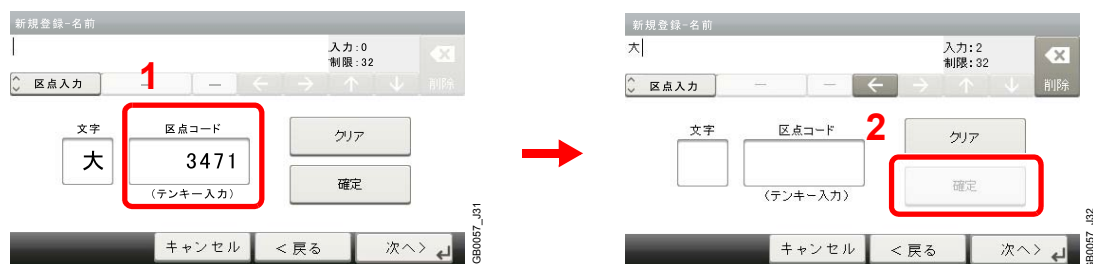 新規登録-名前
入力:0
制限:32
区点入力 1 — — ← → ↑ ↓ 削除
文字 区点コード クリア
大 3471
(テンキー入力) 確定
キャンセル <戻る 次へ>
GB0057_J31
新規登録-名前
大 入力:2
制限:32
区点入力 — — ← → ↑ ↓ 削除
文字 区点コード 2 クリア
(テンキー入力) 確定
キャンセル <戻る 次へ>
GB0057_J32